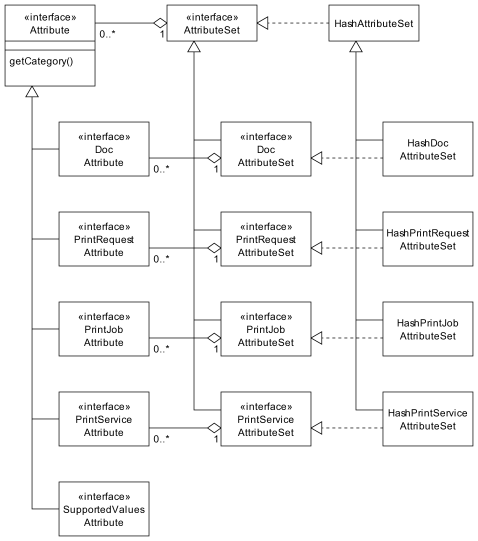 «interface»
Attribute
getCategory()
0..*
1
«interface»
AttributeSet
HashAttributeSet
«interface»
Doc
Attribute
0..*
1
«interface»
Doc
AttributeSet
HashDoc
AttributeSet
«interface»
PrintRequest
Attribute
0..*
1
«interface»
PrintRequest
AttributeSet
HashPrintRequest
AttributeSet
«interface»
PrintJob
Attribute
0..*
1
«interface»
PrintJob
AttributeSet
HashPrintJob
AttributeSet
«interface»
PrintService
Attribute
0..*
1
«interface»
PrintService
AttributeSet
HashPrintService
AttributeSet
«interface»
SupportedValues
Attribute